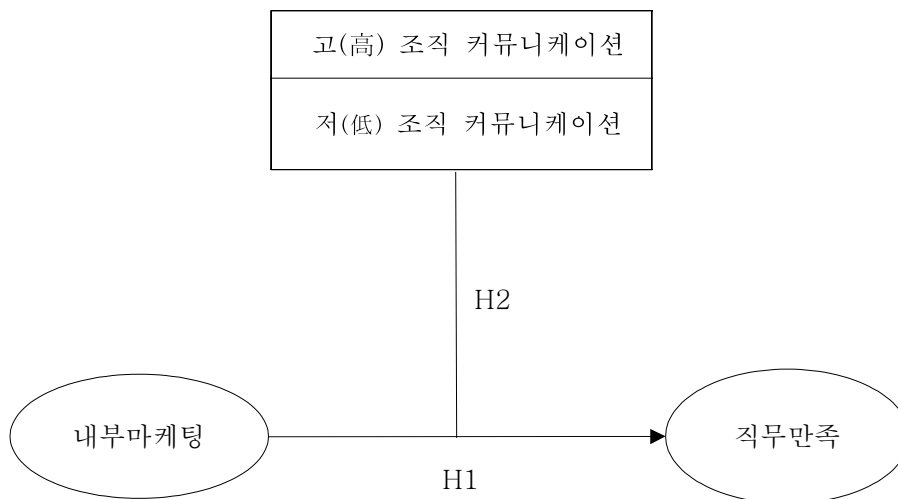 고(高) 조직 커뮤니케이션
저(低) 조직 커뮤니케이션
H2
내부마케팅
직무만족
H1